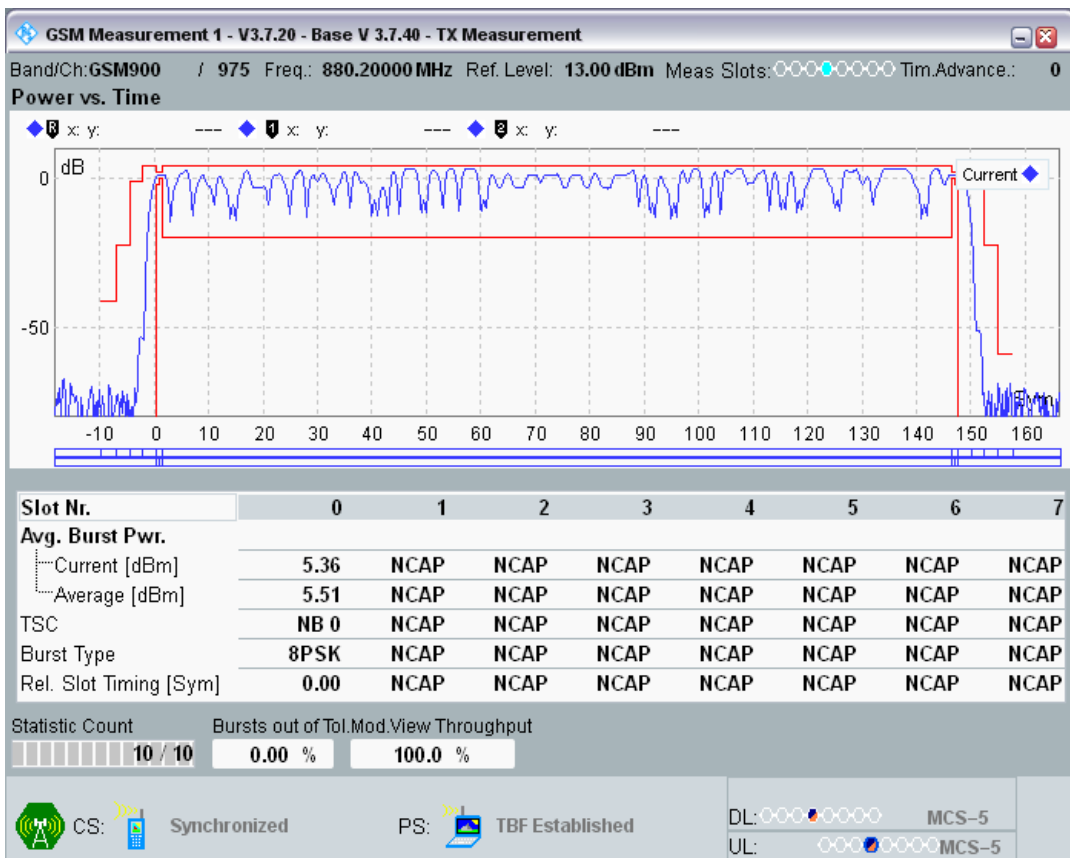 GSM Measurement 1 - V3.7.20 - Base V 3.7.40 - TX Measurement
Band/Ch:GSM900 / 975 Freq.: 880.20000 MHz Ref. Level: 13.00 dBm Meas Slots: Tim.Advance.: 0
Power vs. Time
R x: y: --- 1 x: y: --- 2 x: y: ---
dB
Current
0
-50
Sym
-10 0 10 20 30 40 50 60 70 80 90 100 110 120 130 140 150 160
Slot Nr. 0 1 2 3 4 5 6 7
Avg. Burst Pwr.
Current [dBm] 5.36 NCAP NCAP NCAP NCAP NCAP NCAP NCAP
Average [dBm] 5.51 NCAP NCAP NCAP NCAP NCAP NCAP NCAP
TSC NB 0 NCAP NCAP NCAP NCAP NCAP NCAP NCAP
Burst Type 8PSK NCAP NCAP NCAP NCAP NCAP NCAP NCAP
Rel. Slot Timing [Sym] 0.00 NCAP NCAP NCAP NCAP NCAP NCAP NCAP
Statistic Count Bursts out of Tol. Mod.View Throughput
10 / 10 0.00 % 100.0 %
CS: Synchronized PS: TBF Established
DL: MCS-5
UL: MCS-5